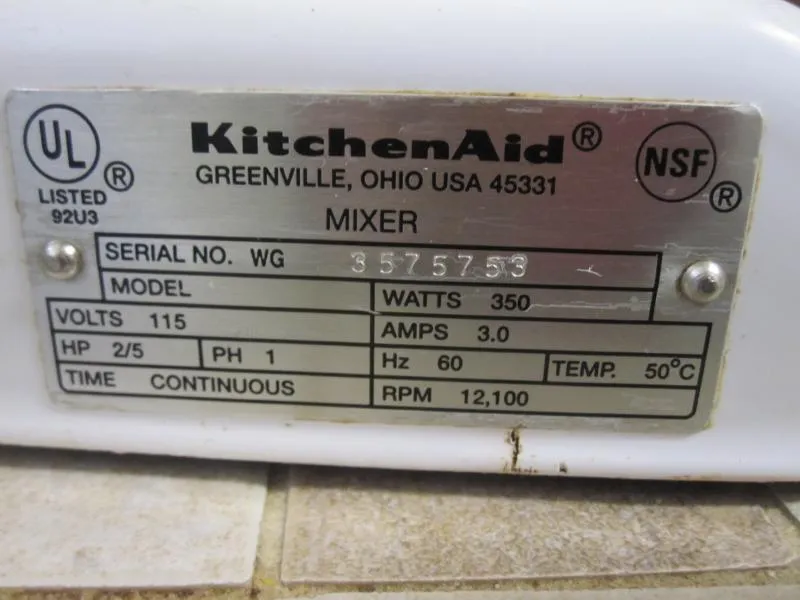 UL ®
LISTED
92U3
KitchenAid®
GREENVILLE, OHIO USA 45331
MIXER
NSF ®
SERIAL NO. WG 3575753
MODEL
WATTS 350
VOLTS 115
AMPS 3.0
HP 2/5 PH 1
Hz 60 TEMP. 50°C
TIME CONTINUOUS
RPM 12,100